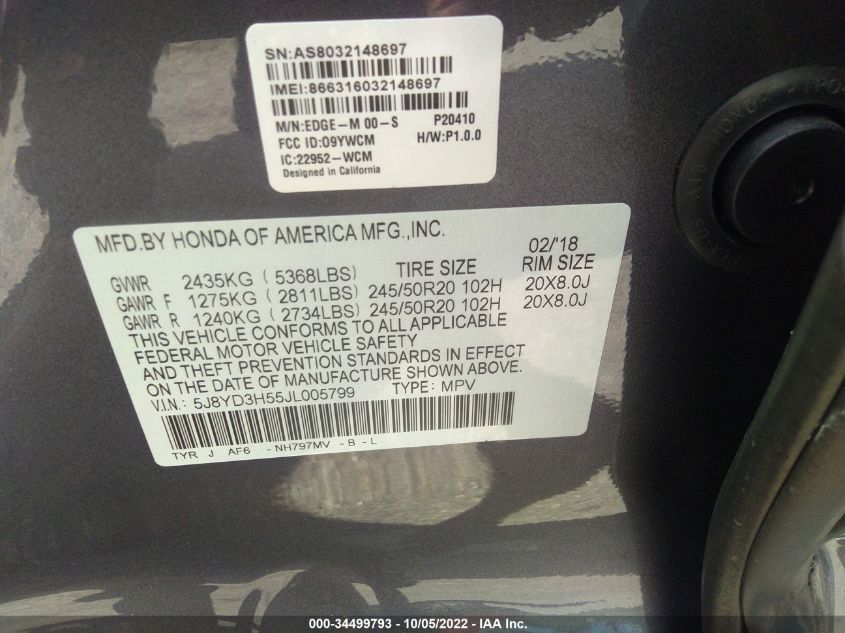 SN:AS8032148697
IMEI:866316032148697
M/N:EDGE-M 00-S P20410
FCC ID:O9YWCM H/W:P1.0.0
IC:22952-WCM
Designed in California
MFD.BY HONDA OF AMERICA MFG.,INC. 02/'18
GVWR 2435KG ( 5368LBS) TIRE SIZE RIM SIZE
GAWR F 1275KG ( 2811LBS) 245/50R20 102H 20X8.0J
GAWR R 1240KG ( 2734LBS) 245/50R20 102H 20X8.0J
THIS VEHICLE CONFORMS TO ALL APPLICABLE
FEDERAL MOTOR VEHICLE SAFETY
AND THEFT PREVENTION STANDARDS IN EFFECT
ON THE DATE OF MANUFACTURE SHOWN ABOVE.
V.I.N.: 5J8YD3H55JL005799 TYPE: MPV
TYR J AF6 -NH797MV -B-L
HONDA
000-34499793 - 10/05/2022 - IAA Inc.